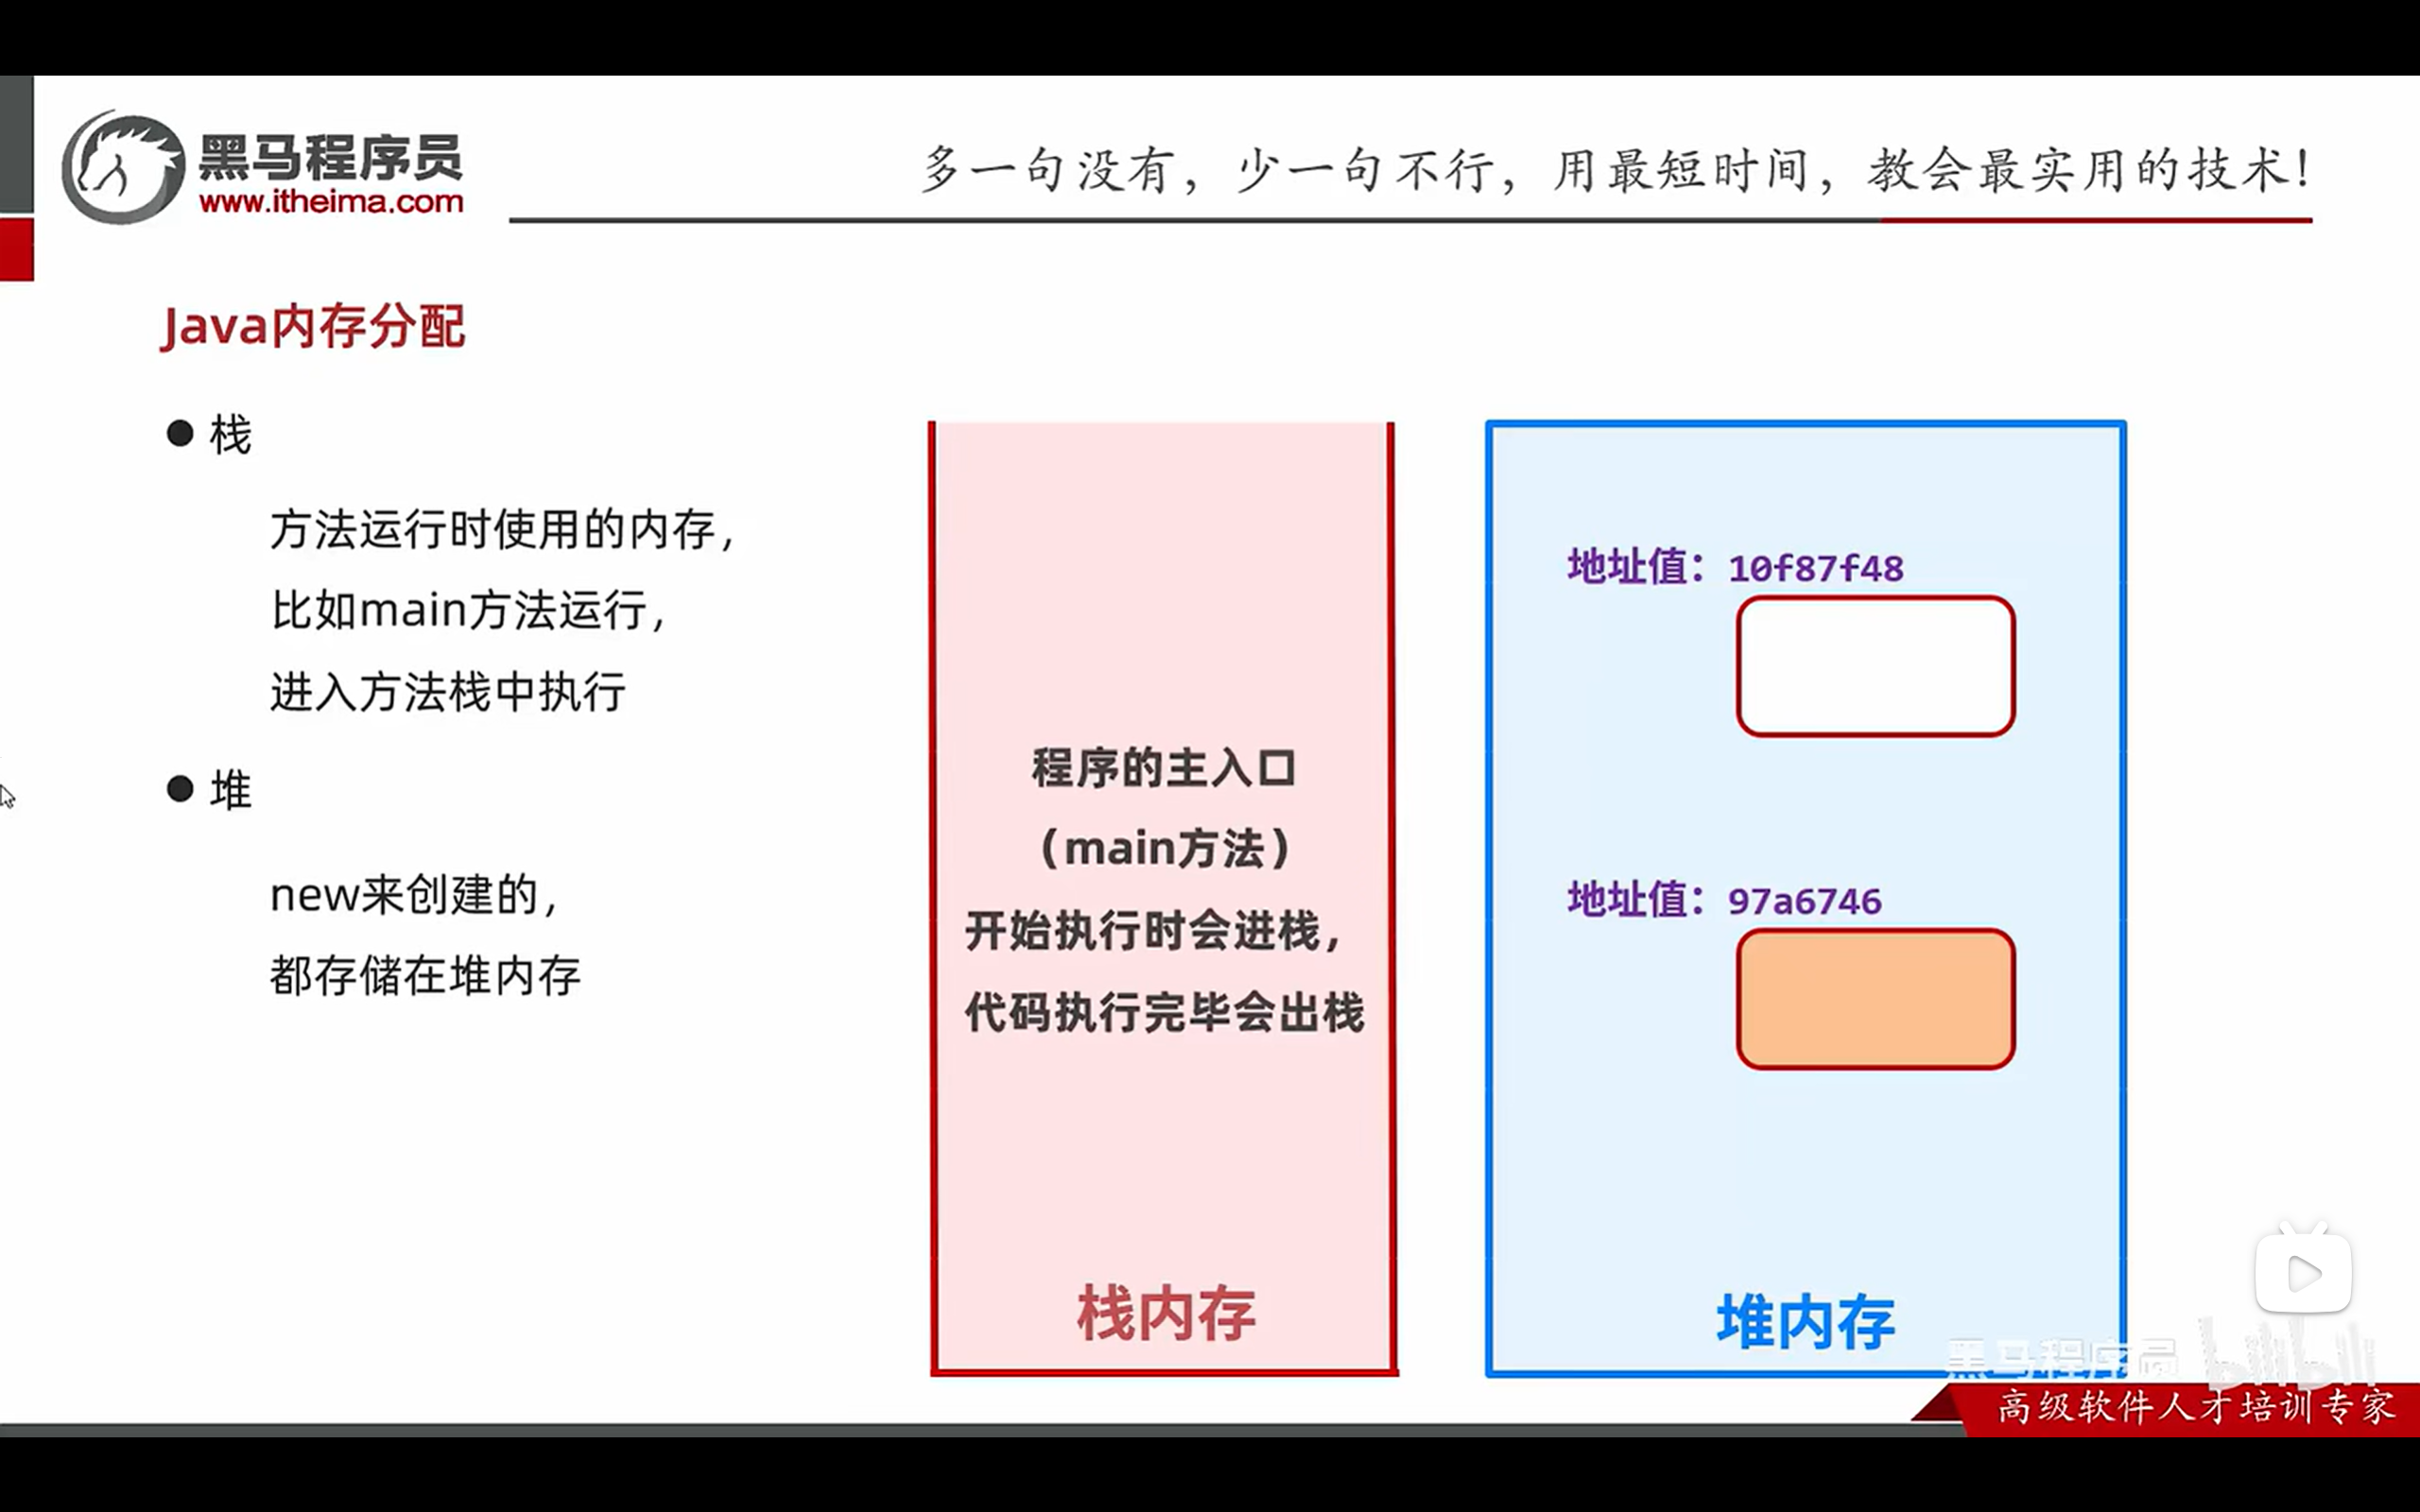 黑马程序员
www.itheima.com
多一句没有，少一句不行，用最短时间，教会最实用的技术！
Java内存分配
● 栈
方法运行时使用的内存，
比如main方法运行，
进入方法栈中执行
● 堆
new来创建的，
都存储在堆内存
程序的主入口
（main方法）
开始执行时会进栈，
代码执行完毕会出栈
栈内存
地址值：10f87f48
地址值：97a6746
堆内存
黑马程序员 bilibili
高级软件人才培训专家